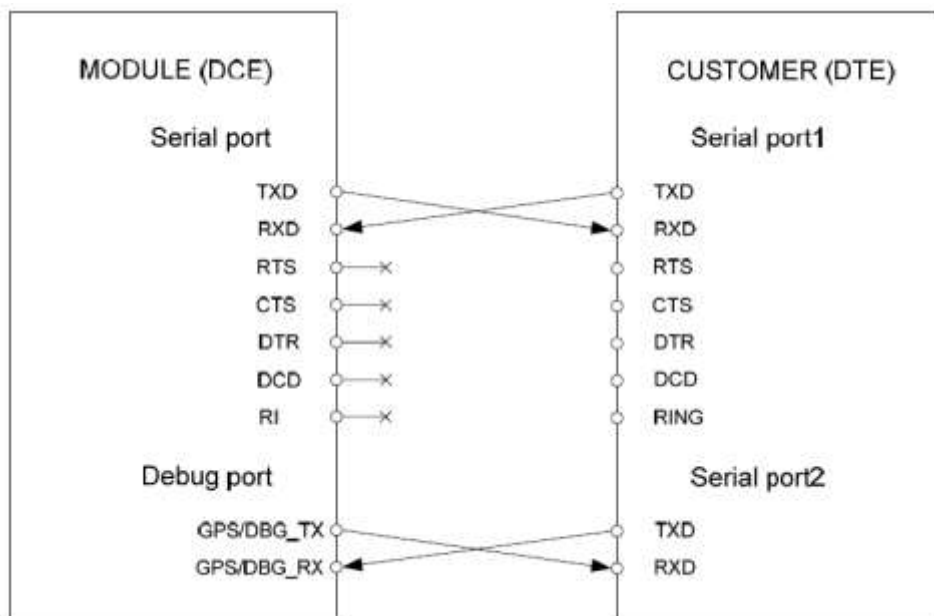 MODULE (DCE)
CUSTOMER (DTE)
Serial port
Serial port1
TXD
TXD
RXD
RXD
RTS
RTS
CTS
CTS
DTR
DTR
DCD
DCD
RI
RING
Debug port
Serial port2
GPS/DBG_TX
TXD
GPS/DBG_RX
RXD